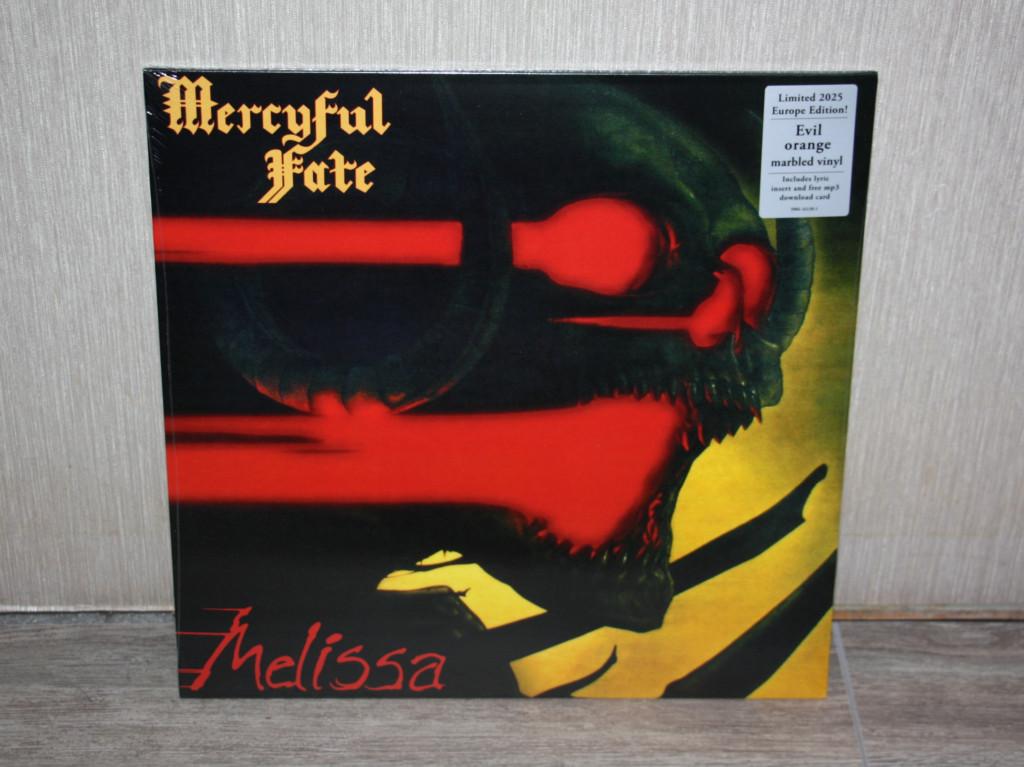 Mercyful
Fate
Limited 2025
Europe Edition!
Evil
orange
marbled vinyl
Includes lyric
insert and free mp3
download card
Melissa